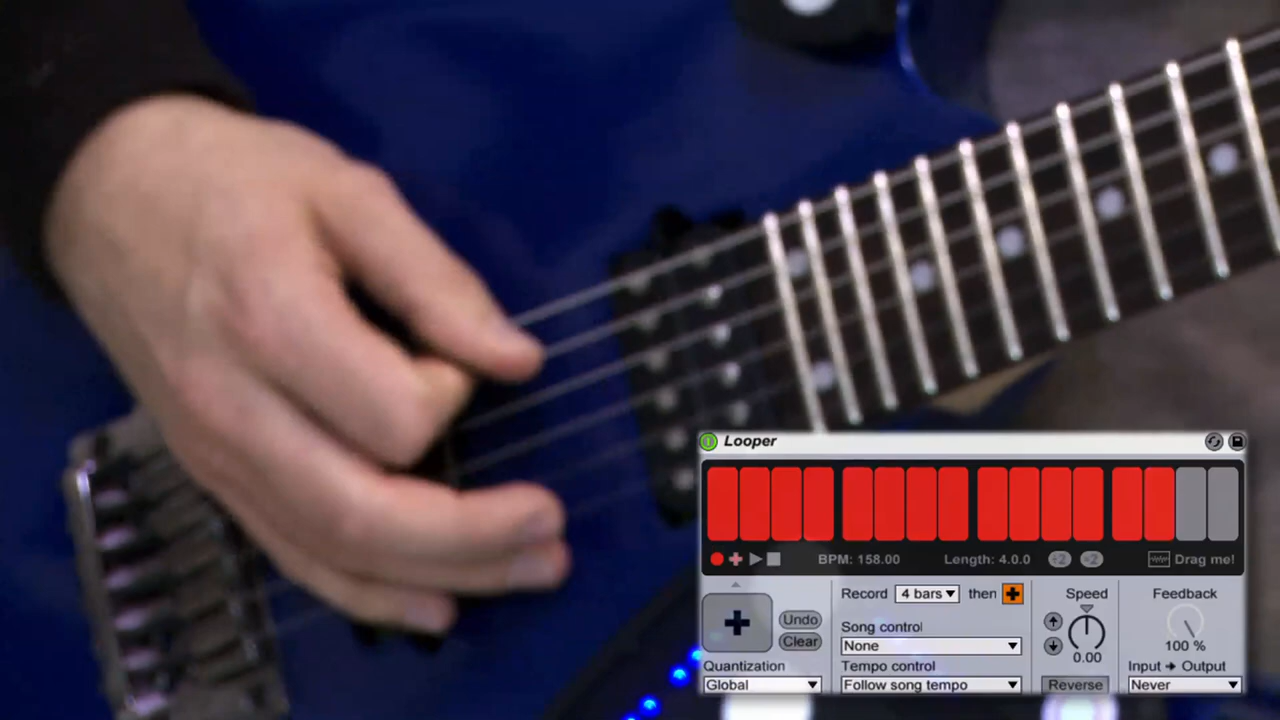 Looper
BPM: 158.00 Length: 4.0.0 Drag me!
Record 4 bars then Speed Feedback
Undo
Clear
Song control
None
0.00
100 %
Quantization Tempo control Input Output
Global Follow song tempo Reverse Never